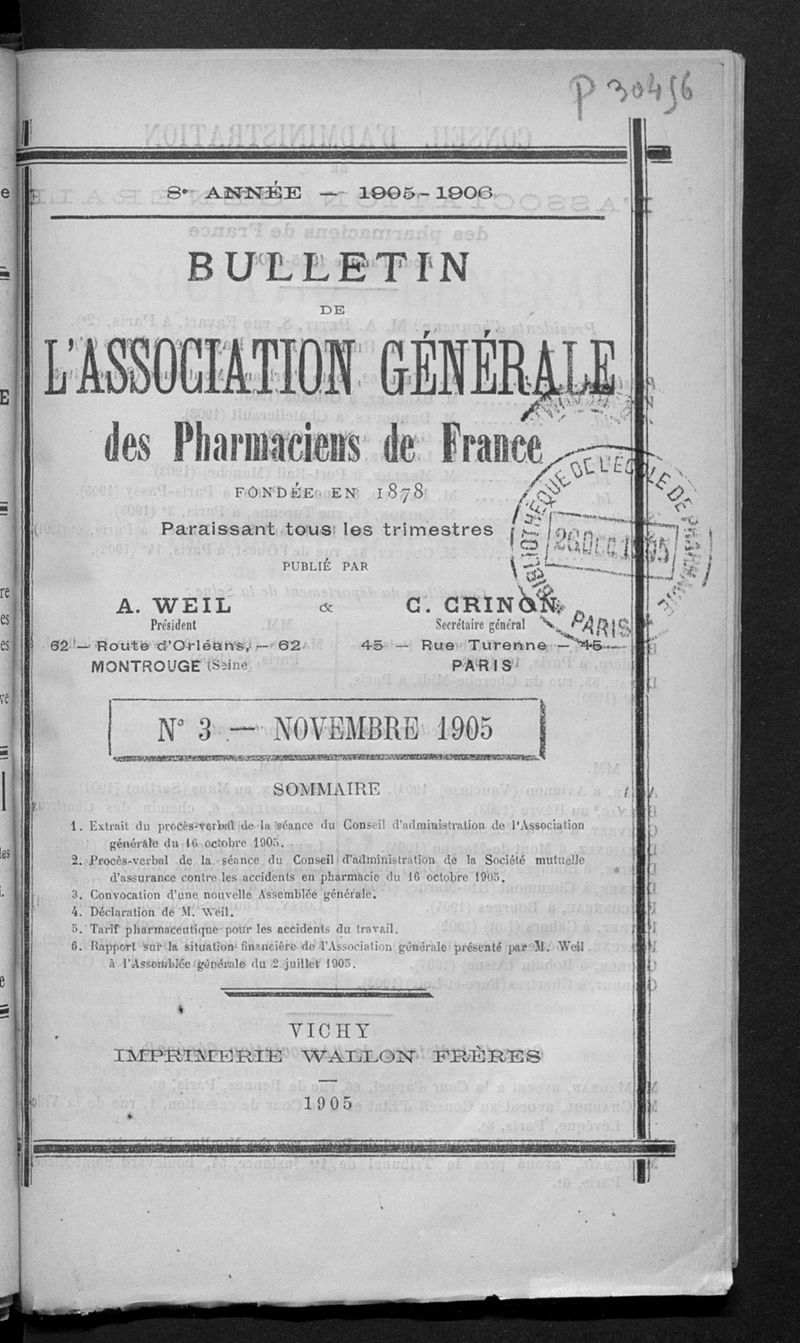 P 30456
8e ANNÉE — 1905-1906
BULLETIN
DE
L'ASSOCIATION GÉNÉRALE
des Pharmaciens de France
FONDÉE EN 1878
Paraissant tous les trimestres
PUBLIÉ PAR
A. WEIL & C. CRINON
Président Secrétaire général
62 — Route d'Orléans, — 62 45 — Rue Turenne — 45
MONTROUGE (Seine) PARIS
BIBLIOTHÈQUE DE L'ÉCOLE DE PHARMACIE
26 DEC 1905
PARIS
N° 3 — NOVEMBRE 1905
SOMMAIRE
1. Extrait du procès-verbal de la séance du Conseil d'administration de l'Association
générale du 16 octobre 1905.
2. Procès-verbal de la séance du Conseil d'administration de la Société mutuelle
d'assurance contre les accidents en pharmacie du 16 octobre 1905.
3. Convocation d'une nouvelle Assemblée générale.
4. Déclaration de M. Weil.
5. Tarif pharmaceutique pour les accidents du travail.
6. Rapport sur la situation financière de l'Association générale présenté par M. Weil
à l'Assemblée générale du 2 juillet 1905.
VICHY
IMPRIMERIE WALLON FRÈRES
1905